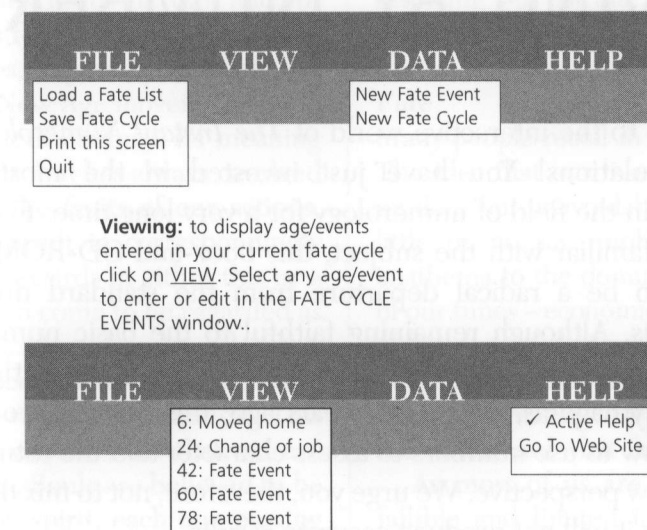 FILE VIEW DATA HELP
Load a Fate List
Save Fate Cycle
Print this screen
Quit
New Fate Event
New Fate Cycle
Viewing: to display age/events
entered in your current fate cycle
click on VIEW. Select any age/event
to enter or edit in the FATE CYCLE
EVENTS window..
FILE VIEW DATA HELP
6: Moved home
24: Change of job
42: Fate Event
60: Fate Event
78: Fate Event
✓ Active Help
Go To Web Site